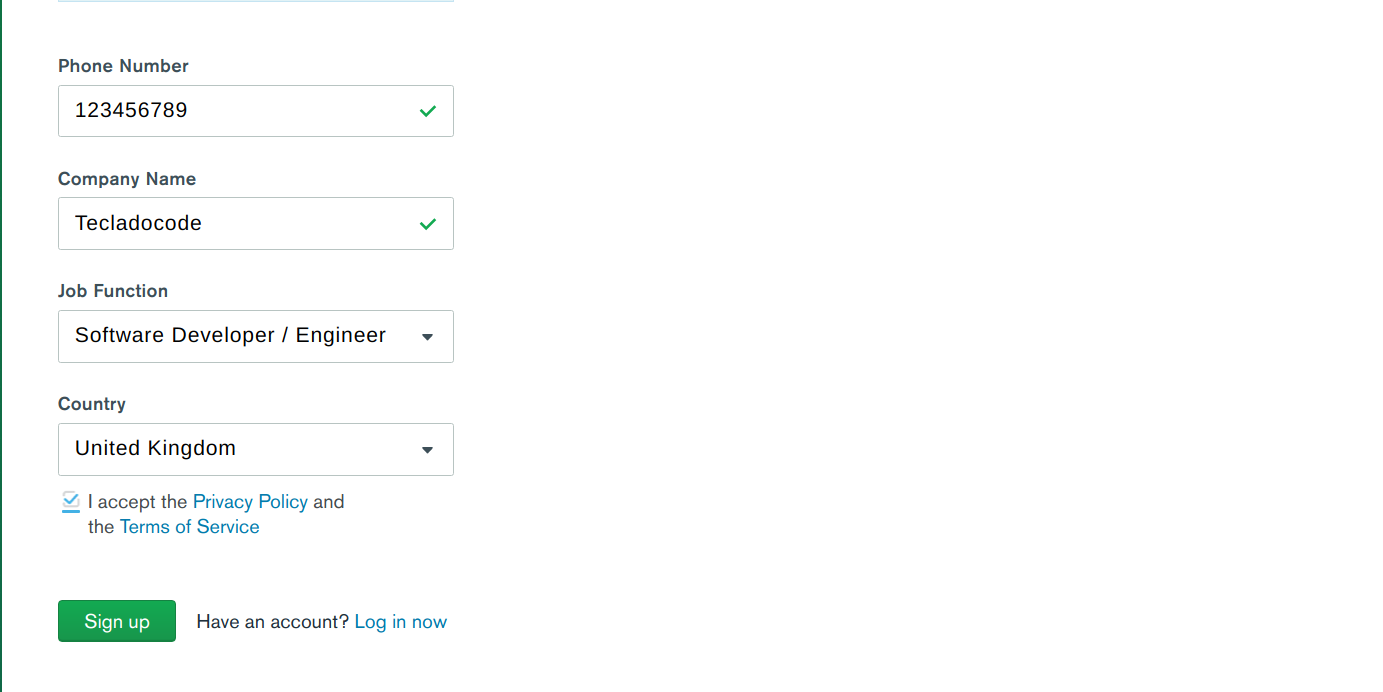 Phone Number
123456789
Company Name
Tecladocode
Job Function
Software Developer / Engineer
Country
United Kingdom
I accept the Privacy Policy and
the Terms of Service
Sign up Have an account? Log in now